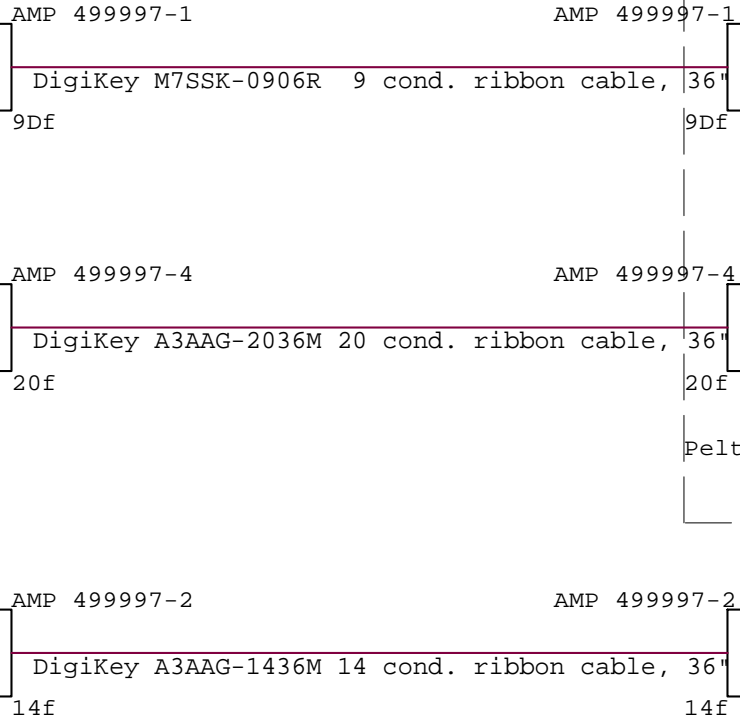 AMP 499997-1 AMP 499997-1
DigiKey M7SSK-0906R 9 cond. ribbon cable, 36"
9Df 9Df
AMP 499997-4 AMP 499997-4
DigiKey A3AAG-2036M 20 cond. ribbon cable, 36"
20f 20f
Pelt
AMP 499997-2 AMP 499997-2
DigiKey A3AAG-1436M 14 cond. ribbon cable, 36"
14f 14f